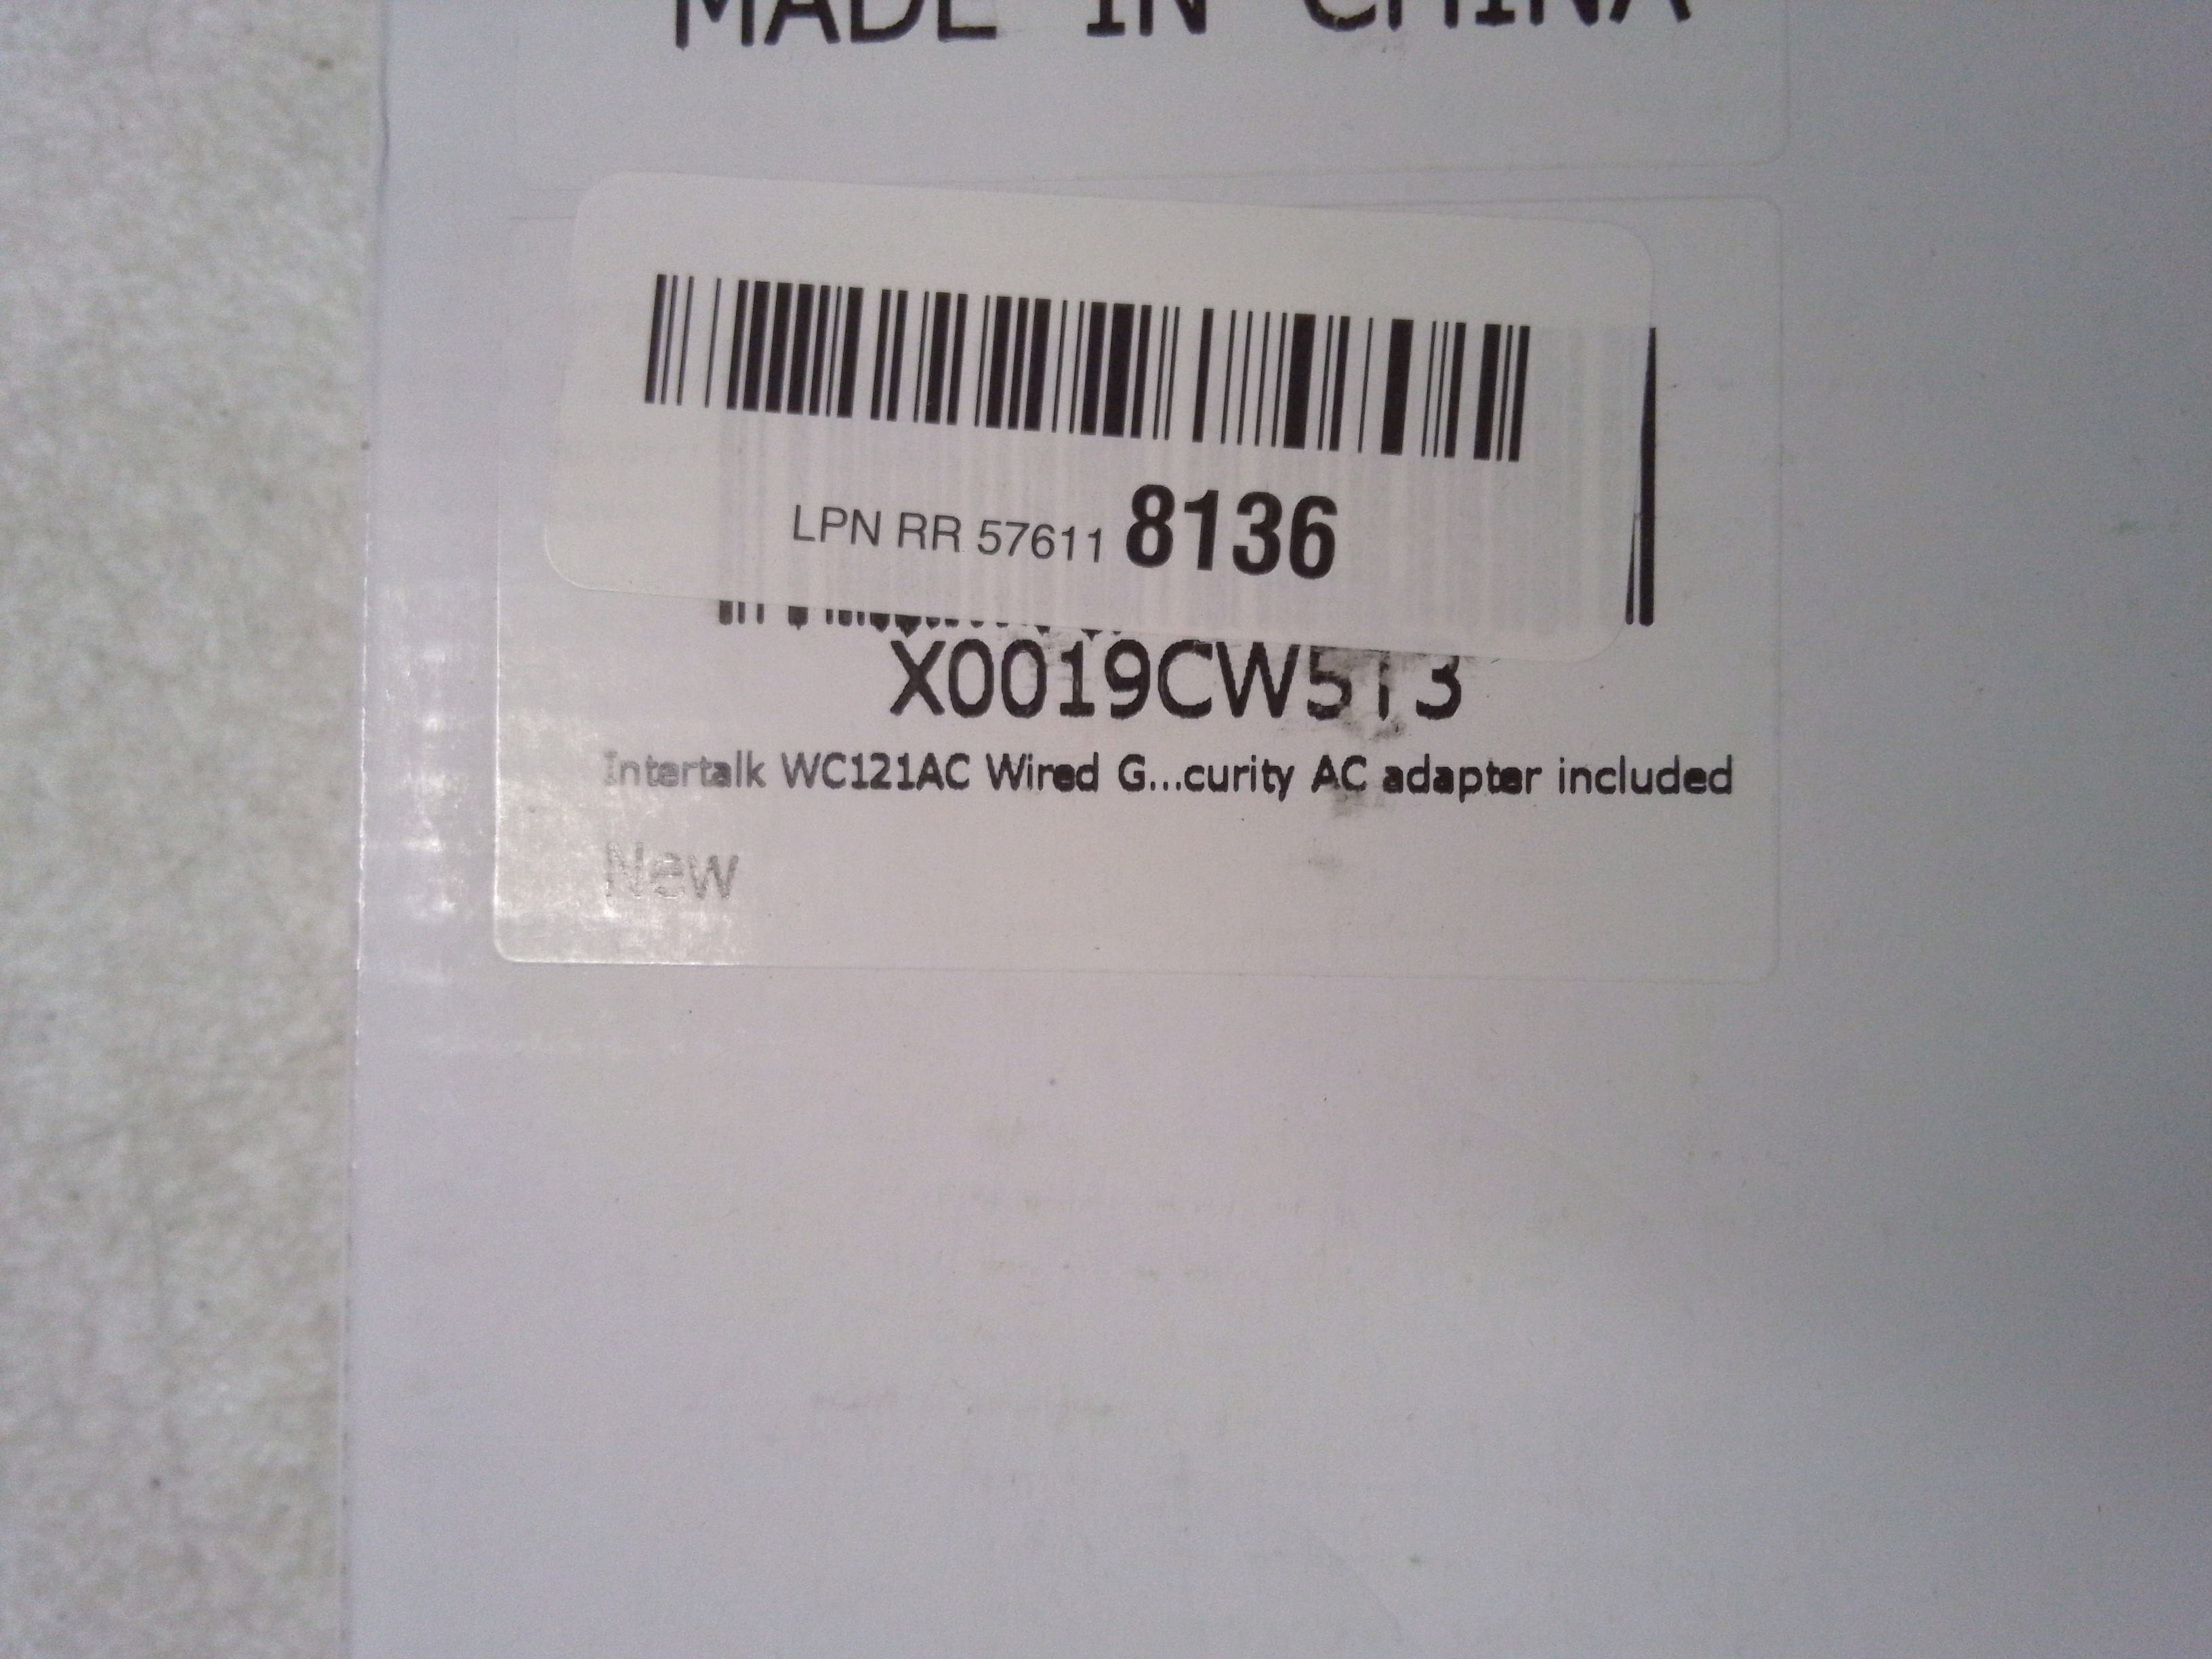 MADE IN CHINA
LPN RR 57611 8136
X0019CW5T3
Intertalk WC121AC Wired G...curity AC adapter included
New